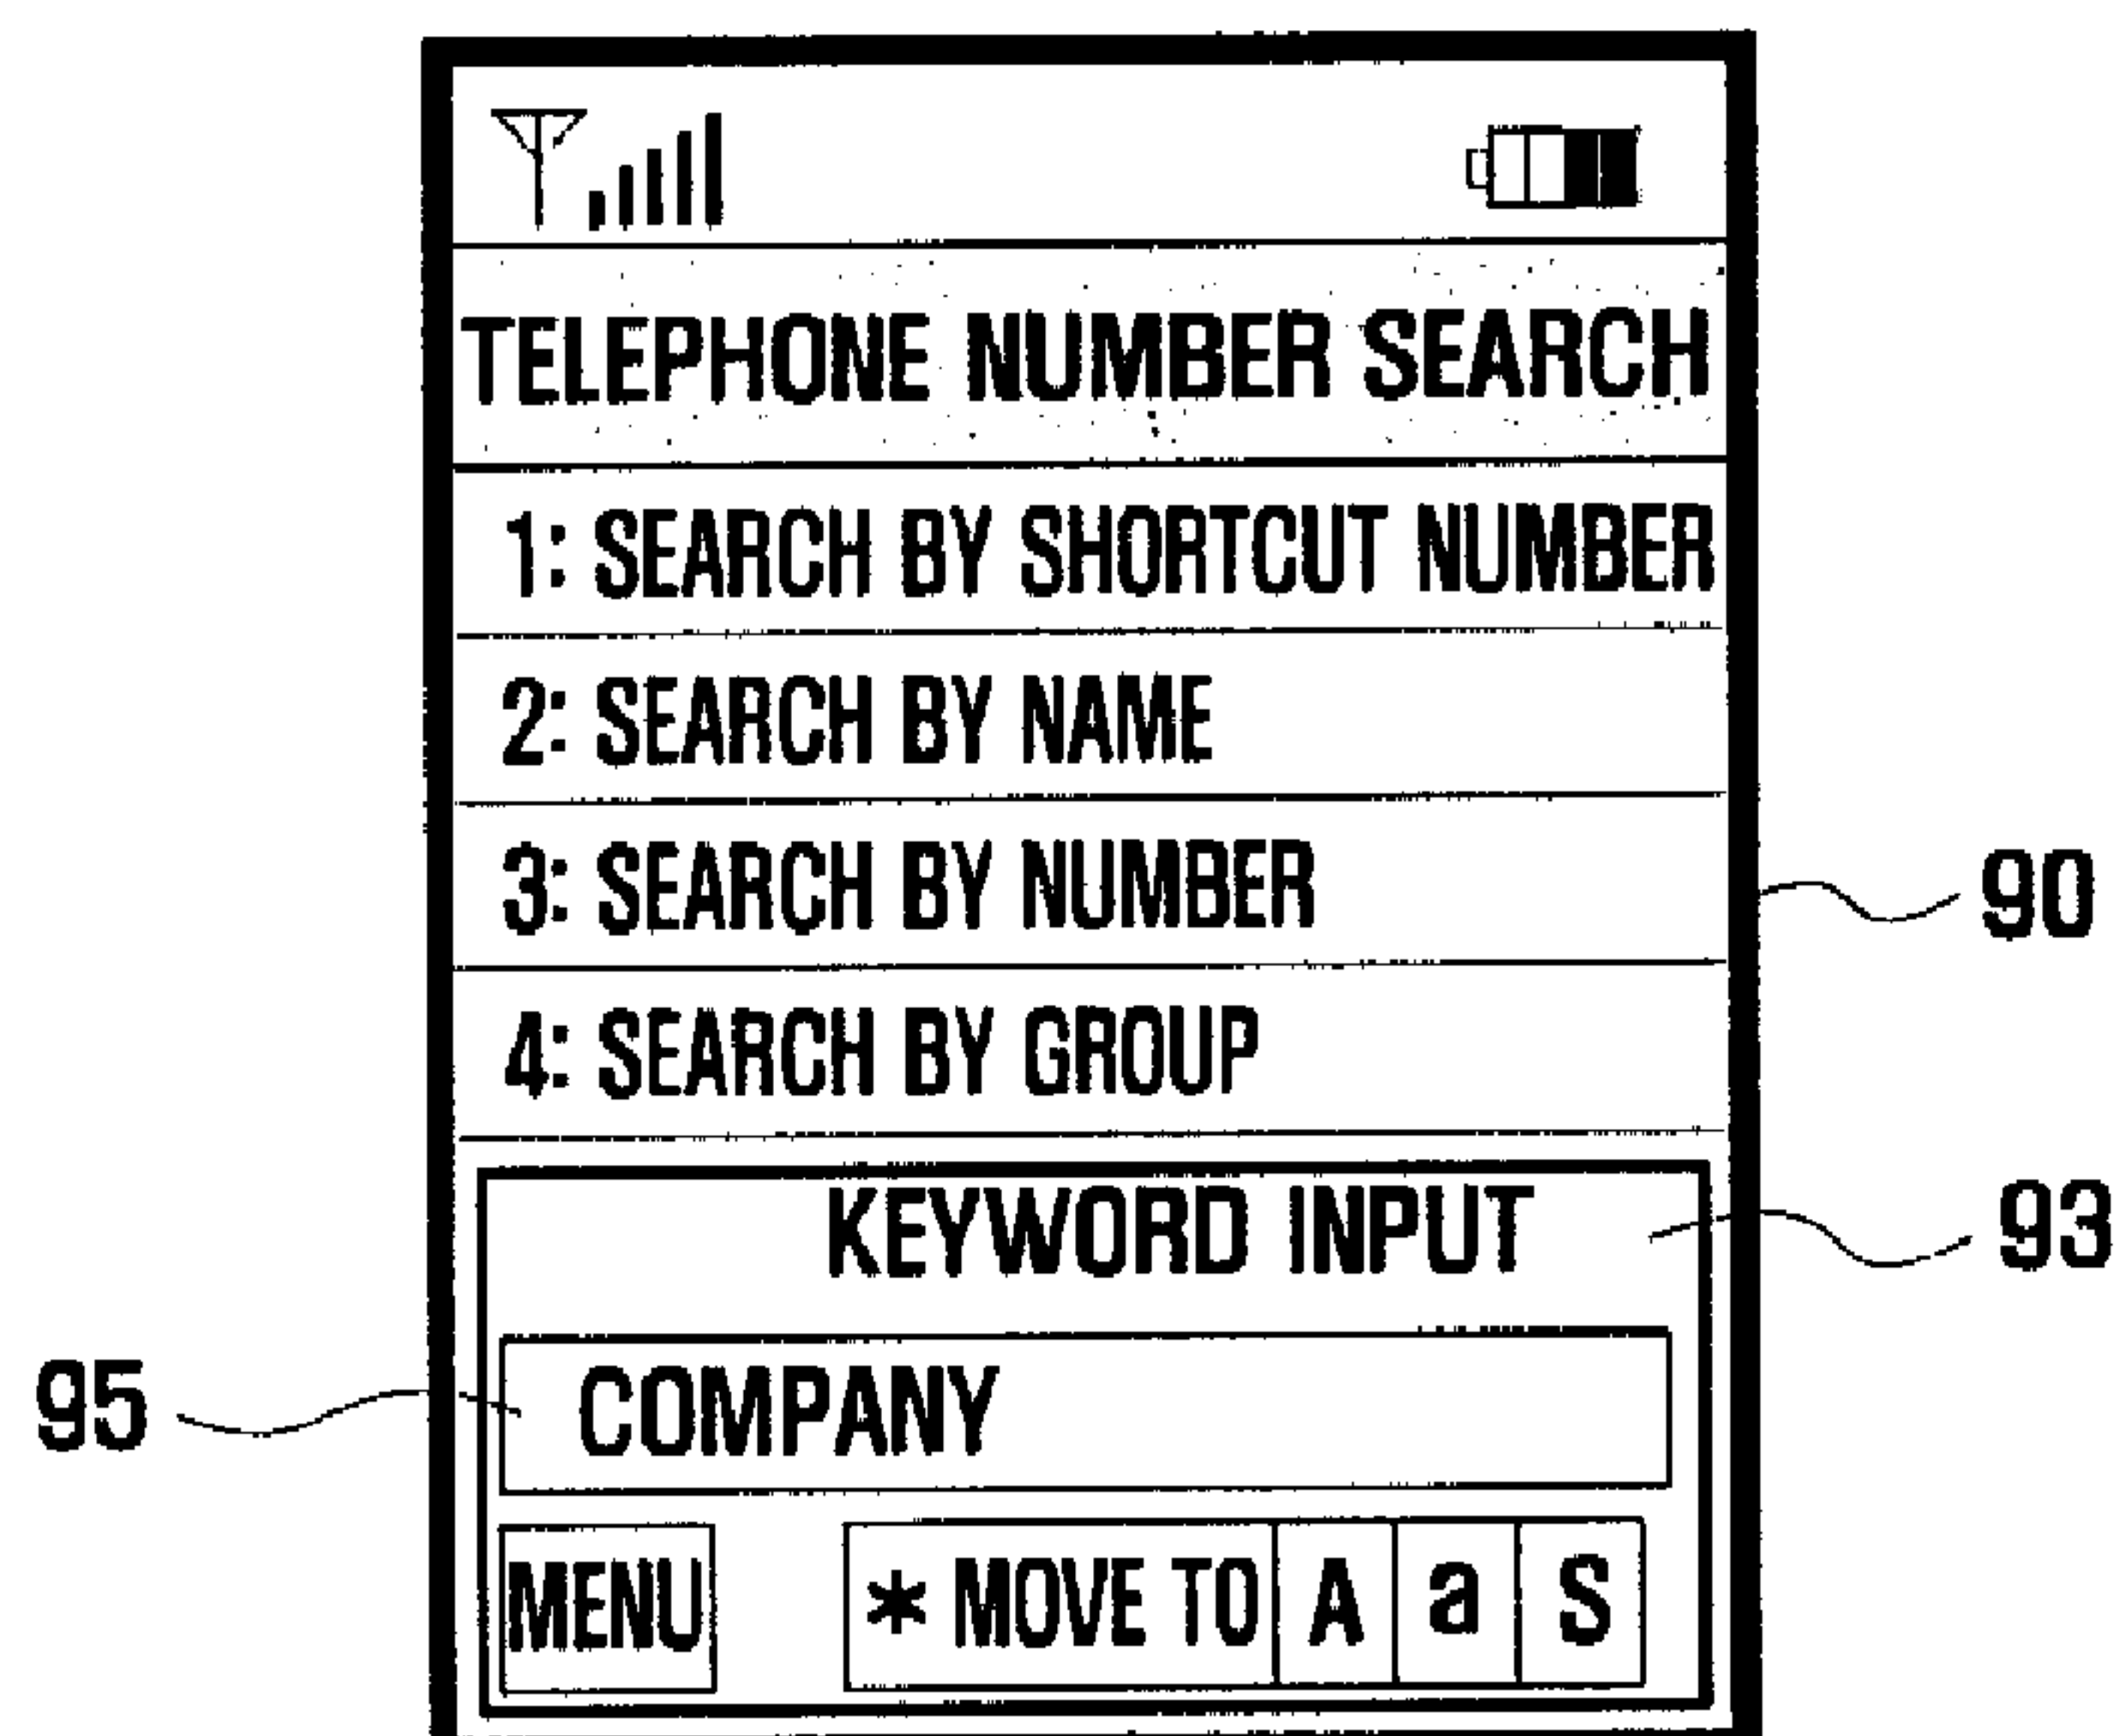 TELEPHONE NUMBER SEARCH
1: SEARCH BY SHORTCUT NUMBER
2: SEARCH BY NAME
3: SEARCH BY NUMBER
90
4: SEARCH BY GROUP
KEYWORD INPUT
93
95
COMPANY
MENU
* MOVE TO A a S